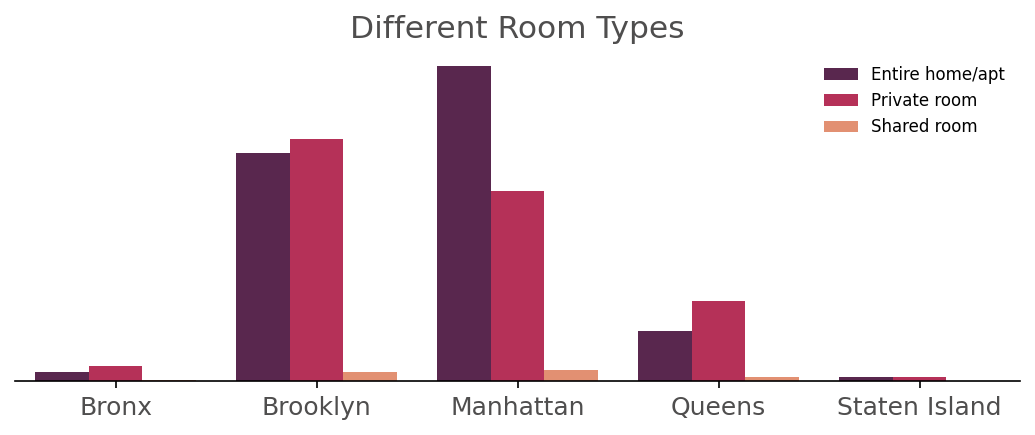 Different Room Types
Entire home/apt
Private room
Shared room
Bronx
Brooklyn
Manhattan
Queens
Staten Island